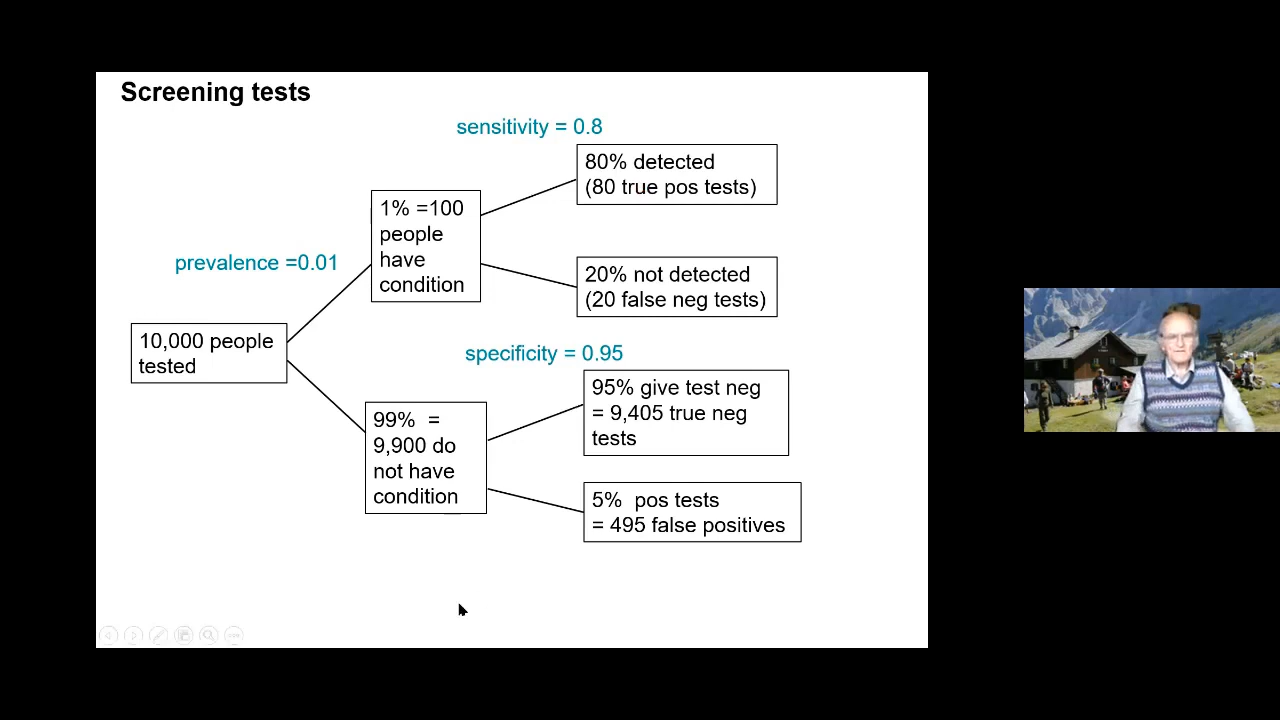 Screening tests
sensitivity = 0.8
80% detected
(80 true pos tests)
1% =100
people
have
condition
prevalence =0.01
20% not detected
(20 false neg tests)
10,000 people
tested
specificity = 0.95
95% give test neg
= 9,405 true neg
tests
99%  =
9,900 do
not have
condition
5%  pos tests
= 495 false positives